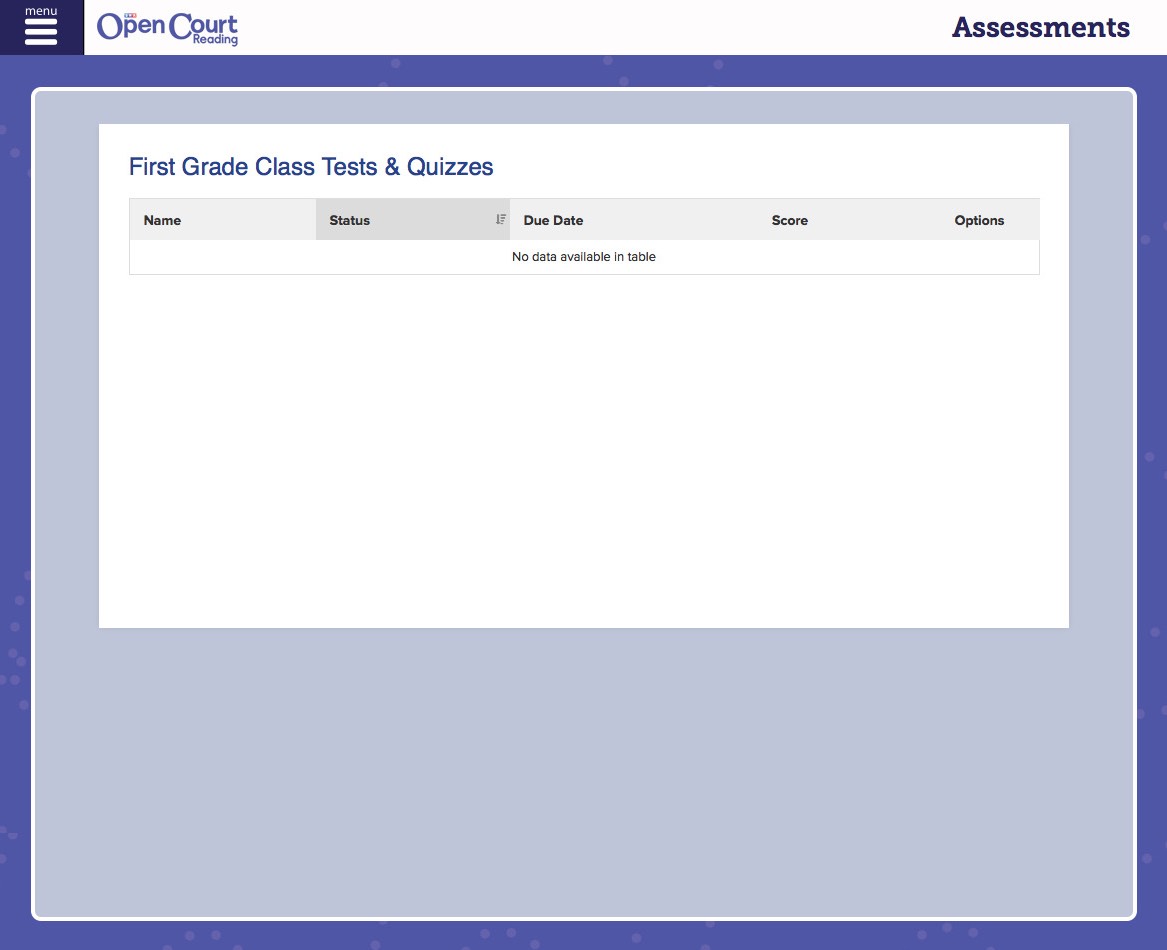 menu
Open Court
Reading
Assessments
First Grade Class Tests & Quizzes
Name Status Due Date Score Options
No data available in table